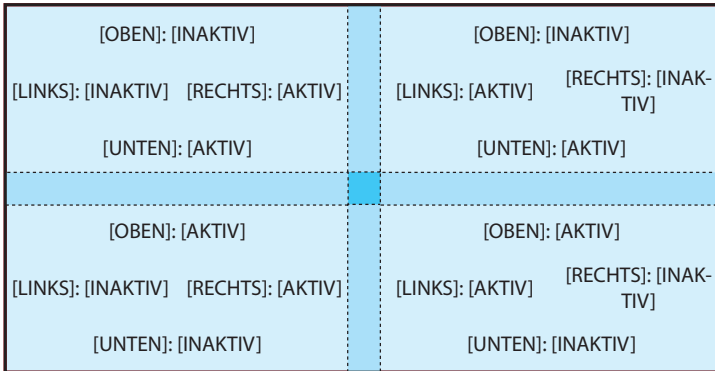 [OBEN]: [INAKTIV]
[LINKS]: [INAKTIV] [RECHTS]: [AKTIV]
[UNTEN]: [AKTIV]
[OBEN]: [INAKTIV]
[LINKS]: [AKTIV]
[RECHTS]: [INAK-
TIV]
[UNTEN]: [AKTIV]
[OBEN]: [AKTIV]
[LINKS]: [INAKTIV] [RECHTS]: [AKTIV]
[UNTEN]: [INAKTIV]
[OBEN]: [AKTIV]
[LINKS]: [AKTIV]
[RECHTS]: [INAK-
TIV]
[UNTEN]: [INAKTIV]